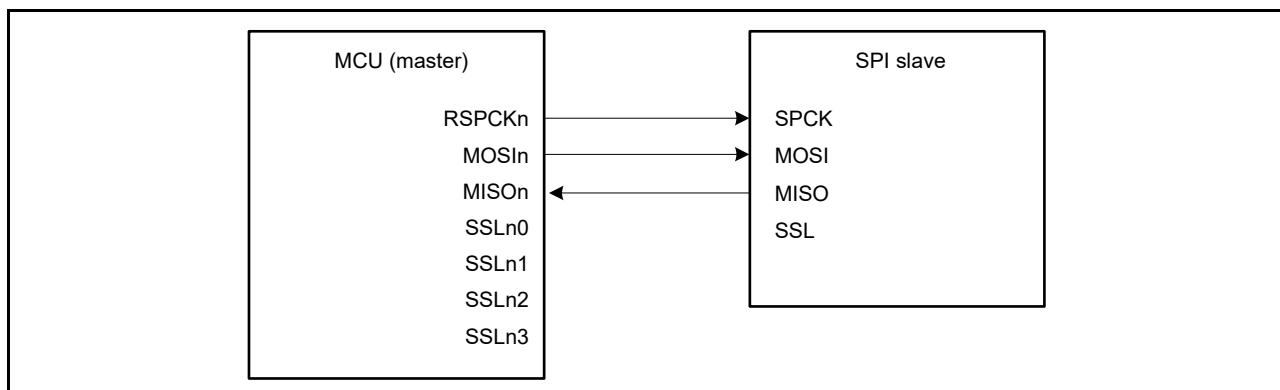 MCU (master)
RSPCKn
MOSIn
MISOn
SSLn0
SSLn1
SSLn2
SSLn3
SPI slave
SPCK
MOSI
MISO
SSL